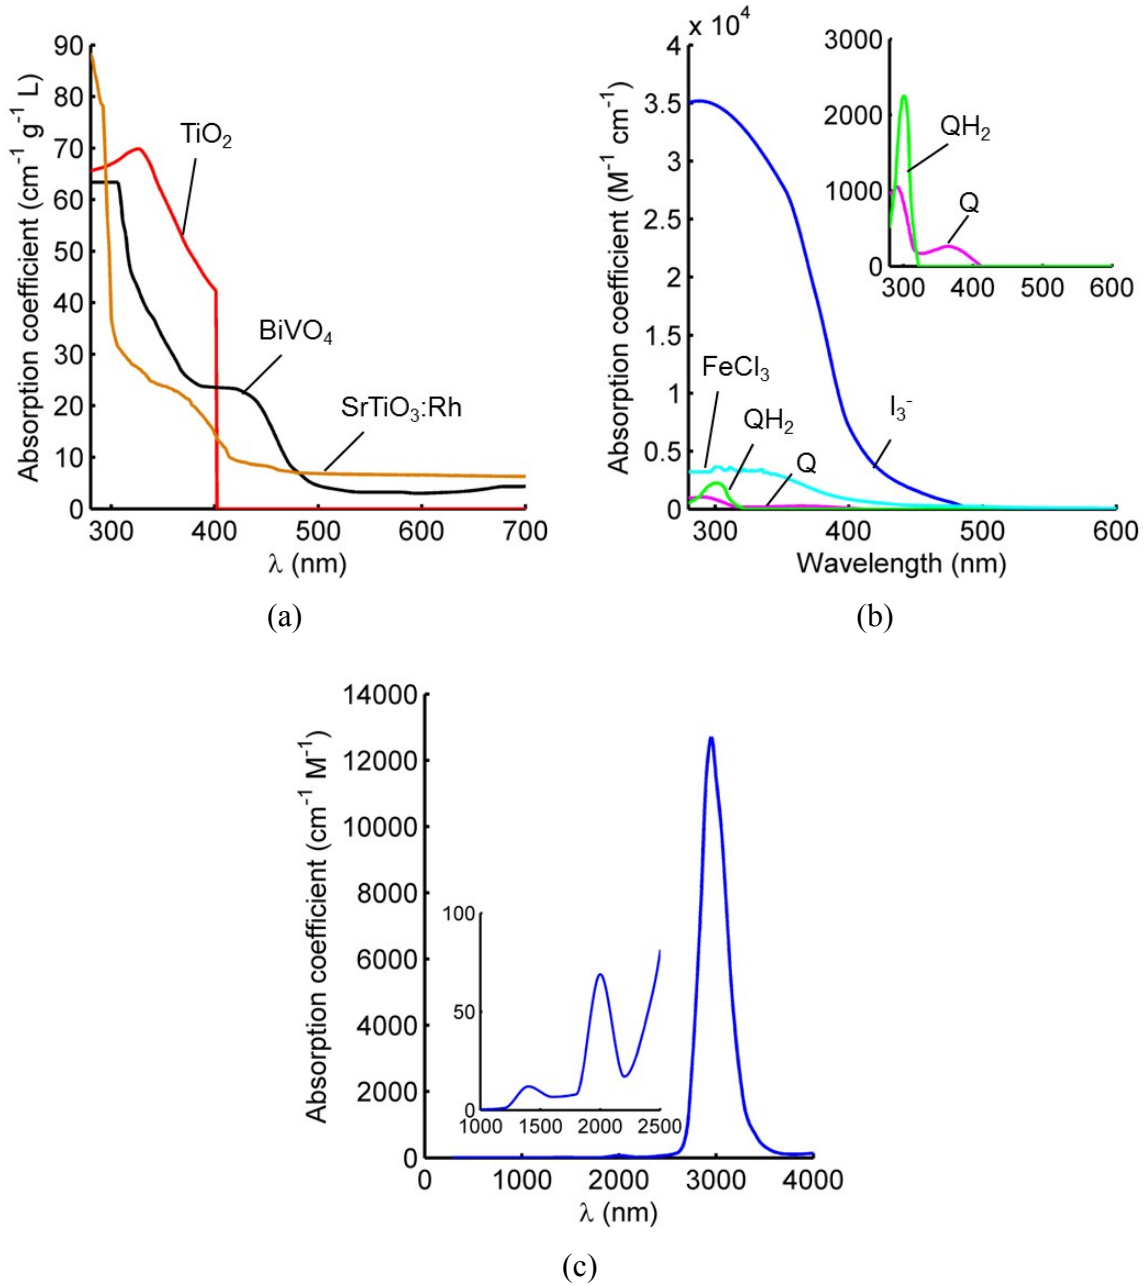 90
80
70
60
50
40
30
20
10
0
Absorption coefficient (cm⁻¹ g⁻¹ L)
TiO₂
BiVO₄
SrTiO₃:Rh
300 400 500 600 700
λ (nm)
(a)
x 10⁴
4
3.5
3
2.5
2
1.5
1
0.5
0
Absorption coefficient (M⁻¹ cm⁻¹)
3000
2000
1000
0
QH₂
Q
300 400 500 600
FeCl₃
QH₂
Q
I₃⁻
300 400 500 600
Wavelength (nm)
(b)
14000
12000
10000
8000
6000
4000
2000
0
Absorption coefficient (cm⁻¹ M⁻¹)
100
50
0
1000 1500 2000 2500
0 1000 2000 3000 4000
λ (nm)
(c)